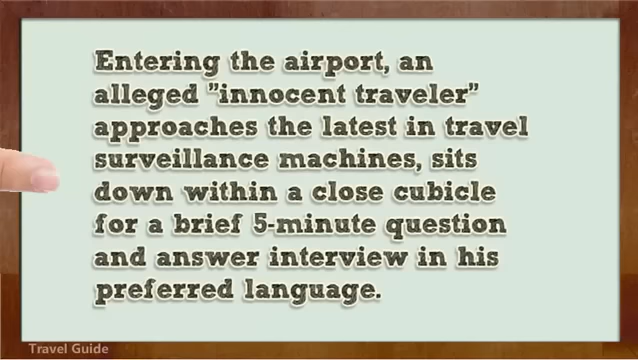 Entering the airport, an
alleged "innocent traveler"
approaches the latest in travel
surveillance machines, sits
down within a close cubicle
for a brief 5-minute question
and answer interview in his
preferred language.
Travel Guide